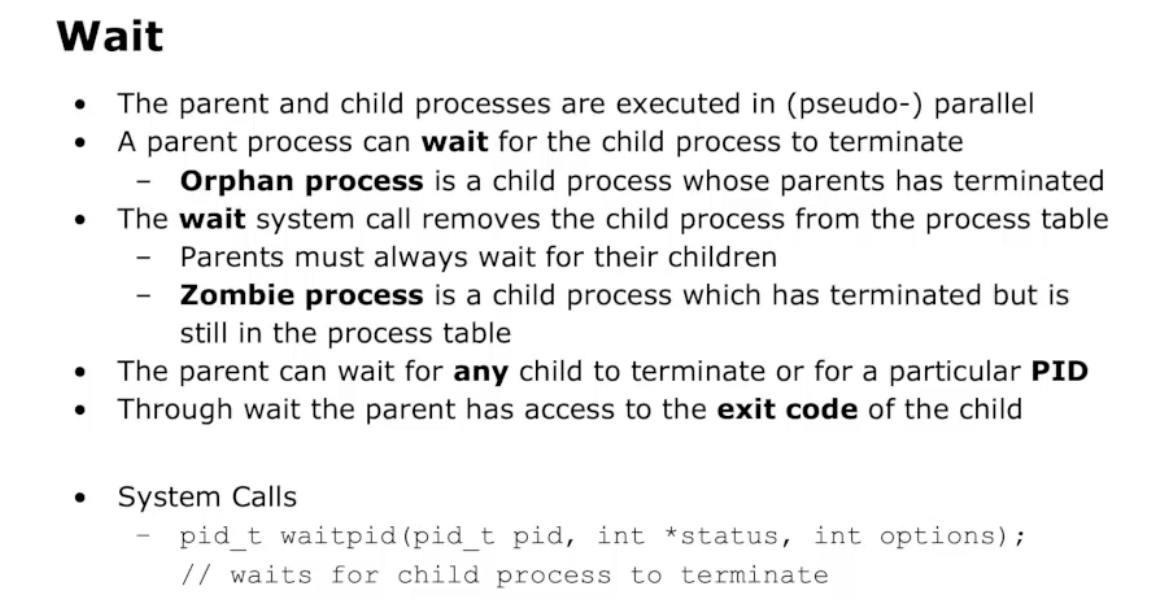 Wait
• The parent and child processes are executed in (pseudo-) parallel
• A parent process can wait for the child process to terminate
– Orphan process is a child process whose parents has terminated
• The wait system call removes the child process from the process table
– Parents must always wait for their children
– Zombie process is a child process which has terminated but is
still in the process table
• The parent can wait for any child to terminate or for a particular PID
• Through wait the parent has access to the exit code of the child
• System Calls
– pid_t waitpid(pid_t pid, int *status, int options);
// waits for child process to terminate